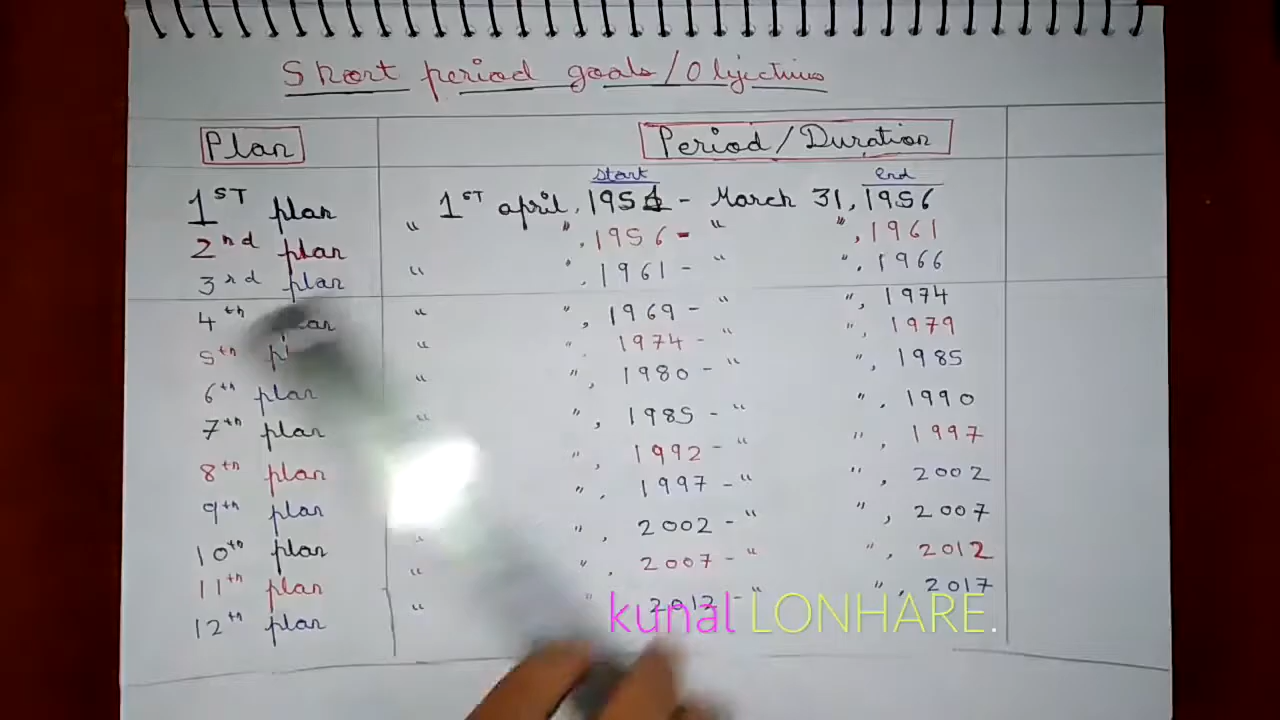 Short period goals/Objectives
Plan Period/Duration
start end
1ST plan 1ST april, 1951 - March 31, 1956
2nd plan " ", 1956 - " ", 1961
3rd plan " ", 1961 - " ", 1966
4th plan " ", 1969 - " ", 1974
5th " " 1974 - " ", 1979
6th plan " ", 1980 - " ", 1985
7th plan " ", 1985 - " ", 1990
8th plan ", 1992 - " ", 1997
9th plan ", 1997 - " ", 2002
10th plan " ", 2002 - " ", 2007
11th plan " ", 2007 - " ", 2012
12th plan " " 2012 - " ", 2017
kunal LONHARE.